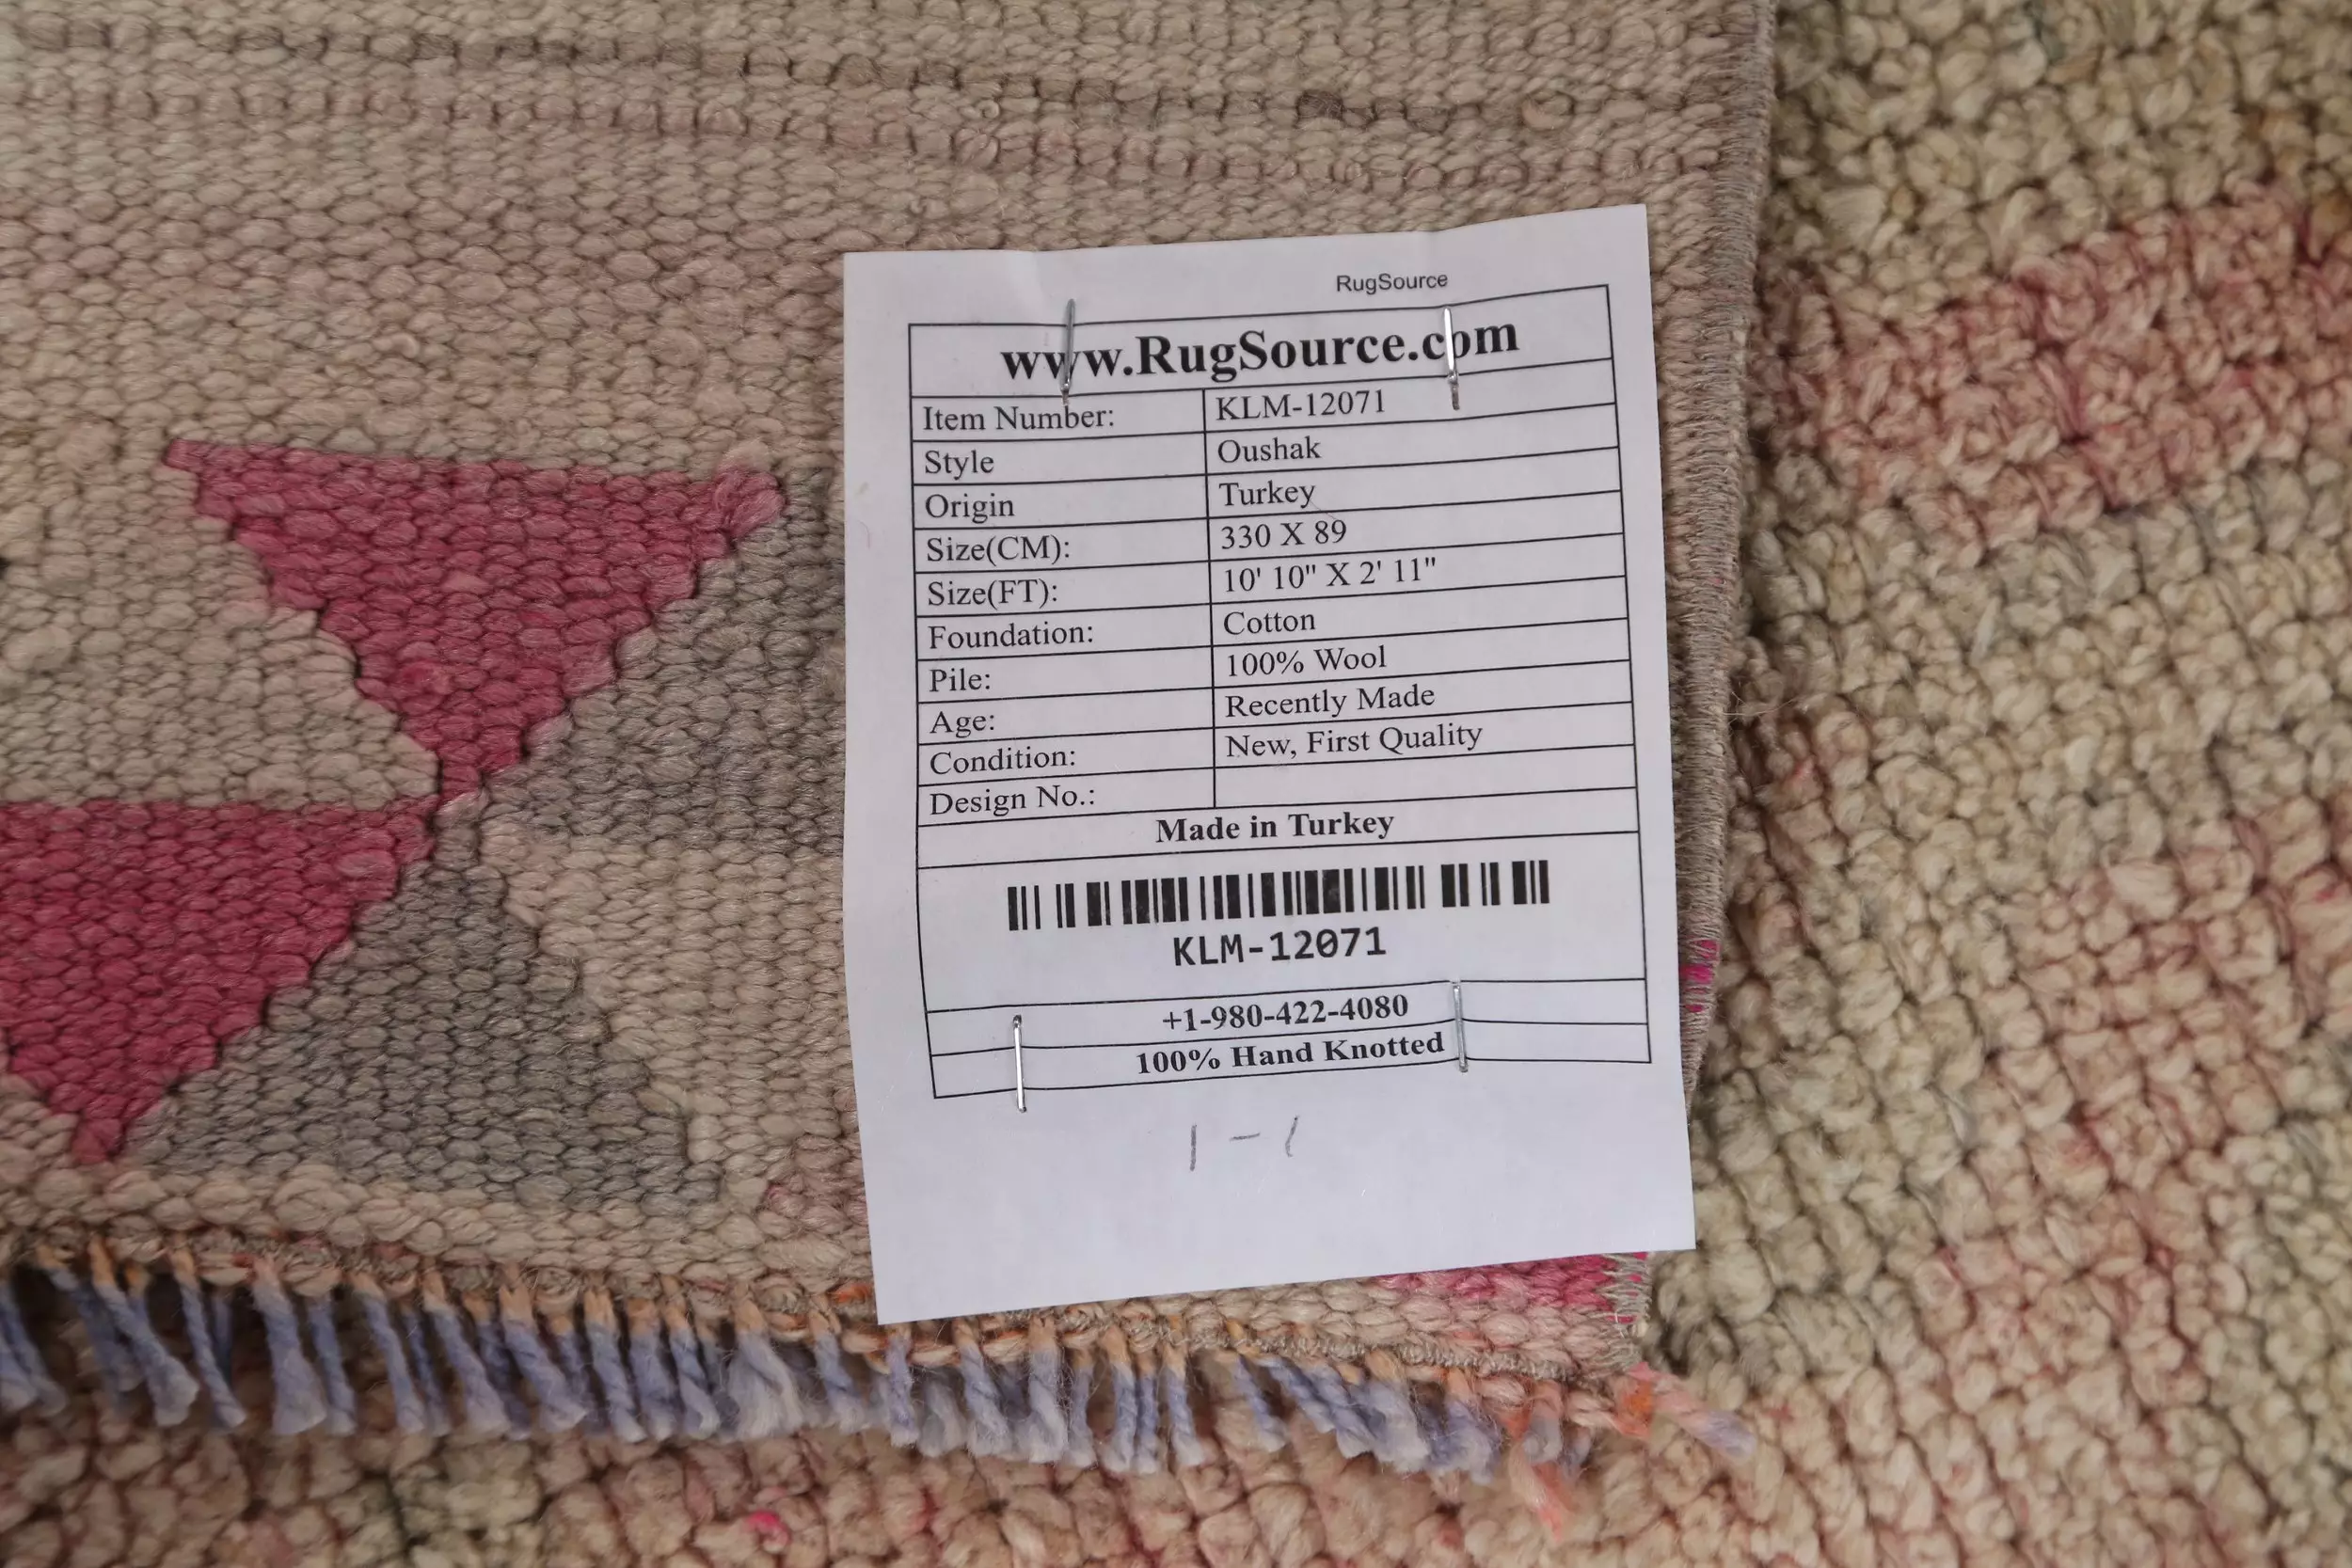 RugSource
www.RugSource.com
Item Number: KLM-12071
Style Oushak
Origin Turkey
Size(CM): 330 X 89
Size(FT): 10' 10" X 2' 11"
Foundation: Cotton
Pile: 100% Wool
Age: Recently Made
Condition: New, First Quality
Design No.:
Made in Turkey
KLM-12071
+1-980-422-4080
100% Hand Knotted
1-1